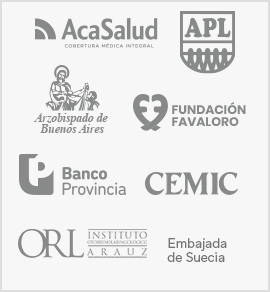 AcaSalud
COBERTURA MÉDICA INTEGRAL
APL
Arzobispado de
Buenos Aires
FUNDACIÓN
FAVALORO
Banco
Provincia
CEMIC
ORL INSTITUTO
OTORRINOLARINGOLÓGICO
ARAUZ
Embajada
de Suecia